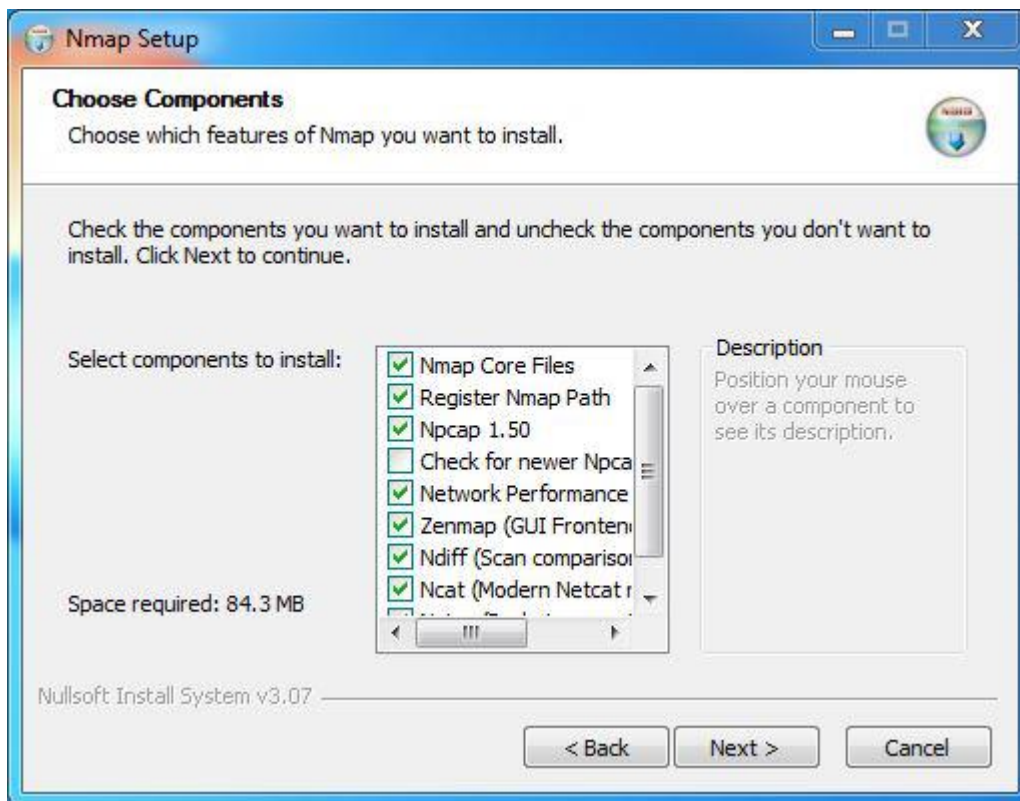 Nmap Setup
Choose Components
Choose which features of Nmap you want to install.
Check the components you want to install and uncheck the components you don't want to
install. Click Next to continue.
Select components to install:
Nmap Core Files
Register Nmap Path
Npcap 1.50
Check for newer Npca
Network Performance
Zenmap (GUI Frontend
Ndiff (Scan comparison
Ncat (Modern Netcat r
Space required: 84.3 MB
Description
Position your mouse
over a component to
see its description.
Nullsoft Install System v3.07
< Back
Next >
Cancel